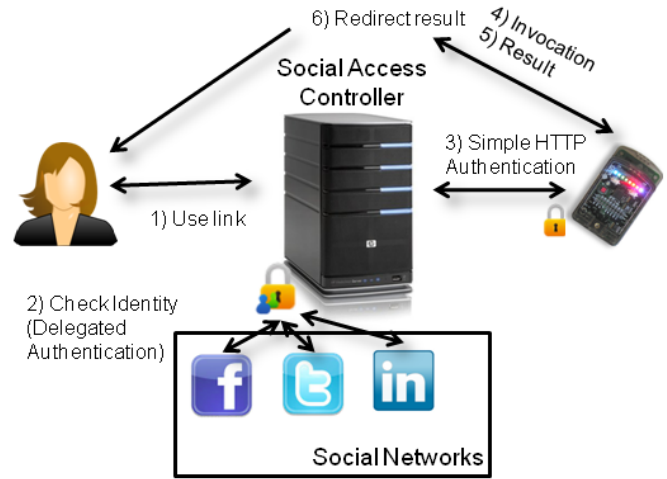 6) Redirect result
4) Invocation
5) Result
Social Access
Controller
3) Simple HTTP
Authentication
1) Use link
2) Check Identity
(Delegated
Authentication)
f
t
in
Social Networks
hp